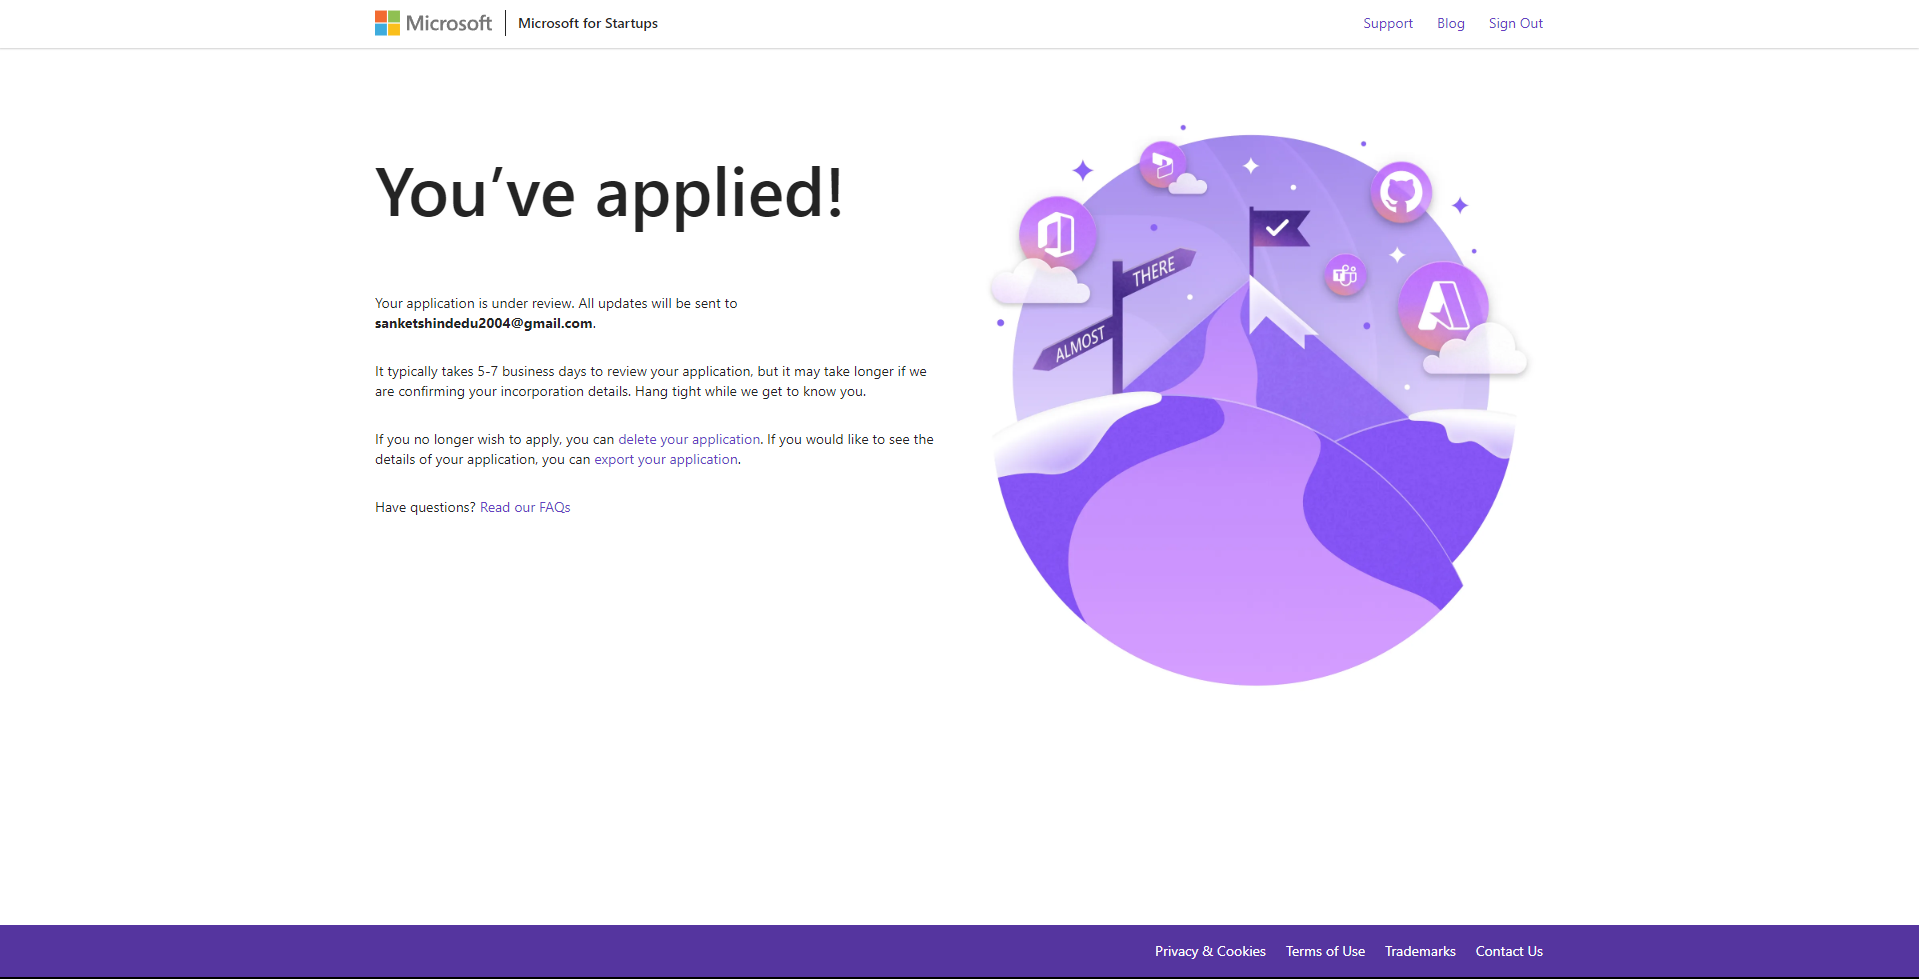 Microsoft Microsoft for Startups Support Blog Sign Out
You’ve applied!
Your application is under review. All updates will be sent to
sanketshindedu2004@gmail.com.
It typically takes 5-7 business days to review your application, but it may take longer if we
are confirming your incorporation details. Hang tight while we get to know you.
If you no longer wish to apply, you can delete your application. If you would like to see the
details of your application, you can export your application.
Have questions? Read our FAQs
ALMOST
THERE
Privacy & Cookies Terms of Use Trademarks Contact Us